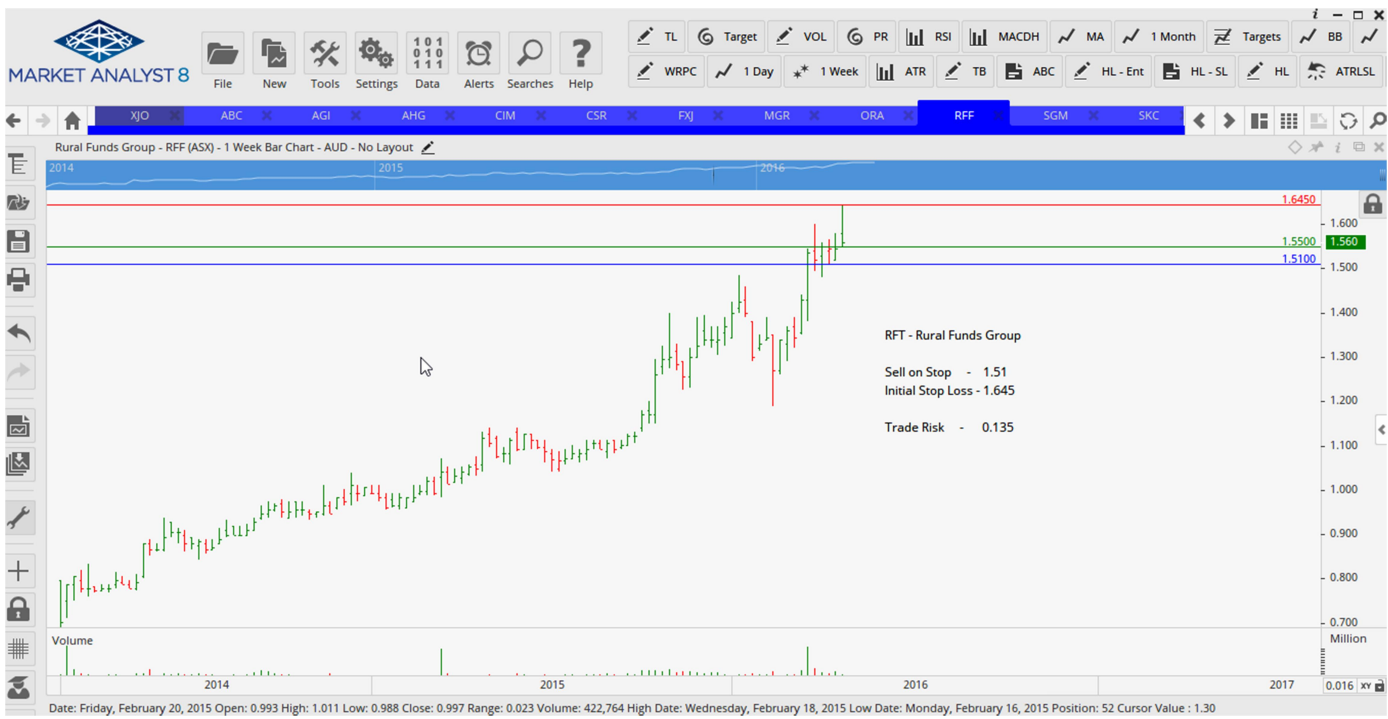 i
TL Target VOL PR RSI MACDH MA 1 Month Targets BB
MARKET ANALYST 8
File New Tools Settings Data Alerts Searches Help
101
010
111
WRPC 1 Day 1 Week ATR TB ABC HL - Ent HL - SL HL ATRLSL
XJO ABC AGI AHG CIM CSR FXJ MGR ORA RFF SGM SKC
Rural Funds Group - RFF (ASX) - 1 Week Bar Chart - AUD - No Layout
2014 2015 2016
1.6450
1.600
1.5500 1.560
1.5100
1.500
1.400
RFT - Rural Funds Group
1.300
Sell on Stop - 1.51
Initial Stop Loss - 1.645
1.200
Trade Risk - 0.135
1.100
1.000
0.900
0.800
0.700
Volume
Million
2014 2015 2016 2017 0.016 XY
Date: Friday, February 20, 2015 Open: 0.993 High: 1.011 Low: 0.988 Close: 0.997 Range: 0.023 Volume: 422,764 High Date: Wednesday, February 18, 2015 Low Date: Monday, February 16, 2015 Position: 52 Cursor Value : 1.30